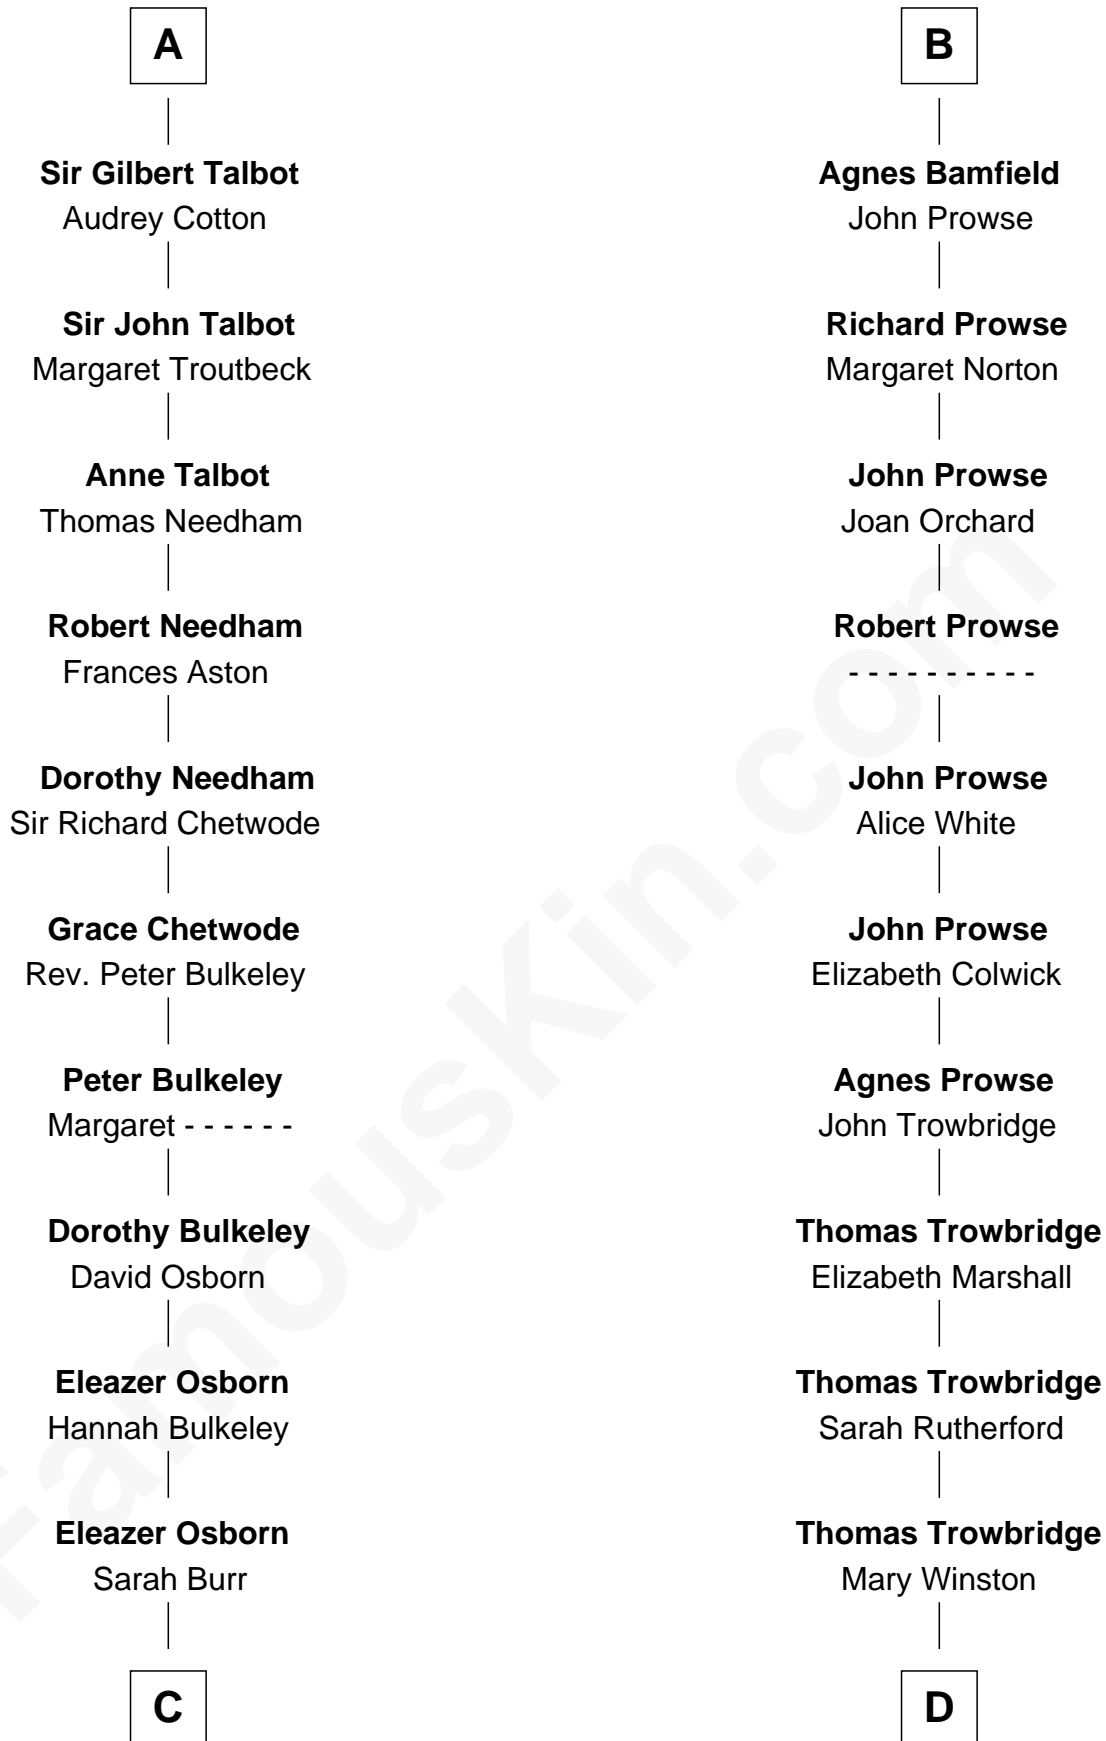 A
Sir Gilbert Talbot
Audrey Cotton
Sir John Talbot
Margaret Troutbeck
Anne Talbot
Thomas Needham
Robert Needham
Frances Aston
Dorothy Needham
Sir Richard Chetwode
Grace Chetwode
Rev. Peter Bulkeley
Peter Bulkeley
Margaret - - - - - -
Dorothy Bulkeley
David Osborn
Eleazer Osborn
Hannah Bulkeley
Eleazer Osborn
Sarah Burr
C
B
Agnes Bamfield
John Prowse
Richard Prowse
Margaret Norton
John Prowse
Joan Orchard
Robert Prowse
- - - - - - - - - -
John Prowse
Alice White
John Prowse
Elizabeth Colwick
Agnes Prowse
John Trowbridge
Thomas Trowbridge
Elizabeth Marshall
Thomas Trowbridge
Sarah Rutherford
Thomas Trowbridge
Mary Winston
D
FamousKin.com